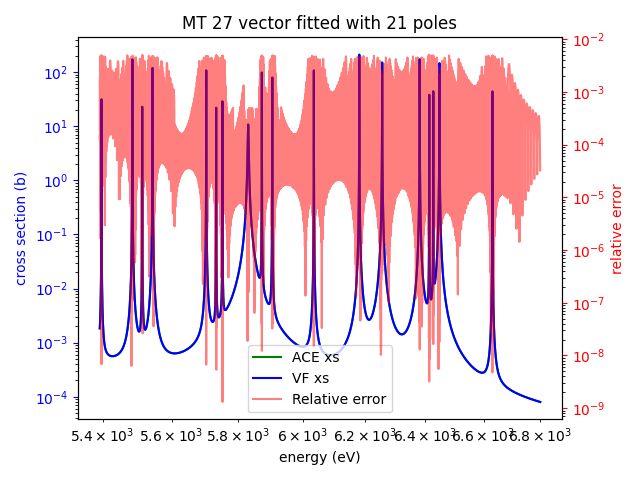 MT 27 vector fitted with 21 poles
cross section (b)
10²
10¹
10⁰
10⁻¹
10⁻²
10⁻³
10⁻⁴
10⁻²
10⁻³
10⁻⁴
10⁻⁵
10⁻⁶
10⁻⁷
10⁻⁸
10⁻⁹
relative error
ACE xs
VF xs
Relative error
5.4 × 10³ 5.6 × 10³ 5.8 × 10³ 6 × 10³ 6.2 × 10³ 6.4 × 10³ 6.6 × 10³ 6.8 × 10³
energy (eV)